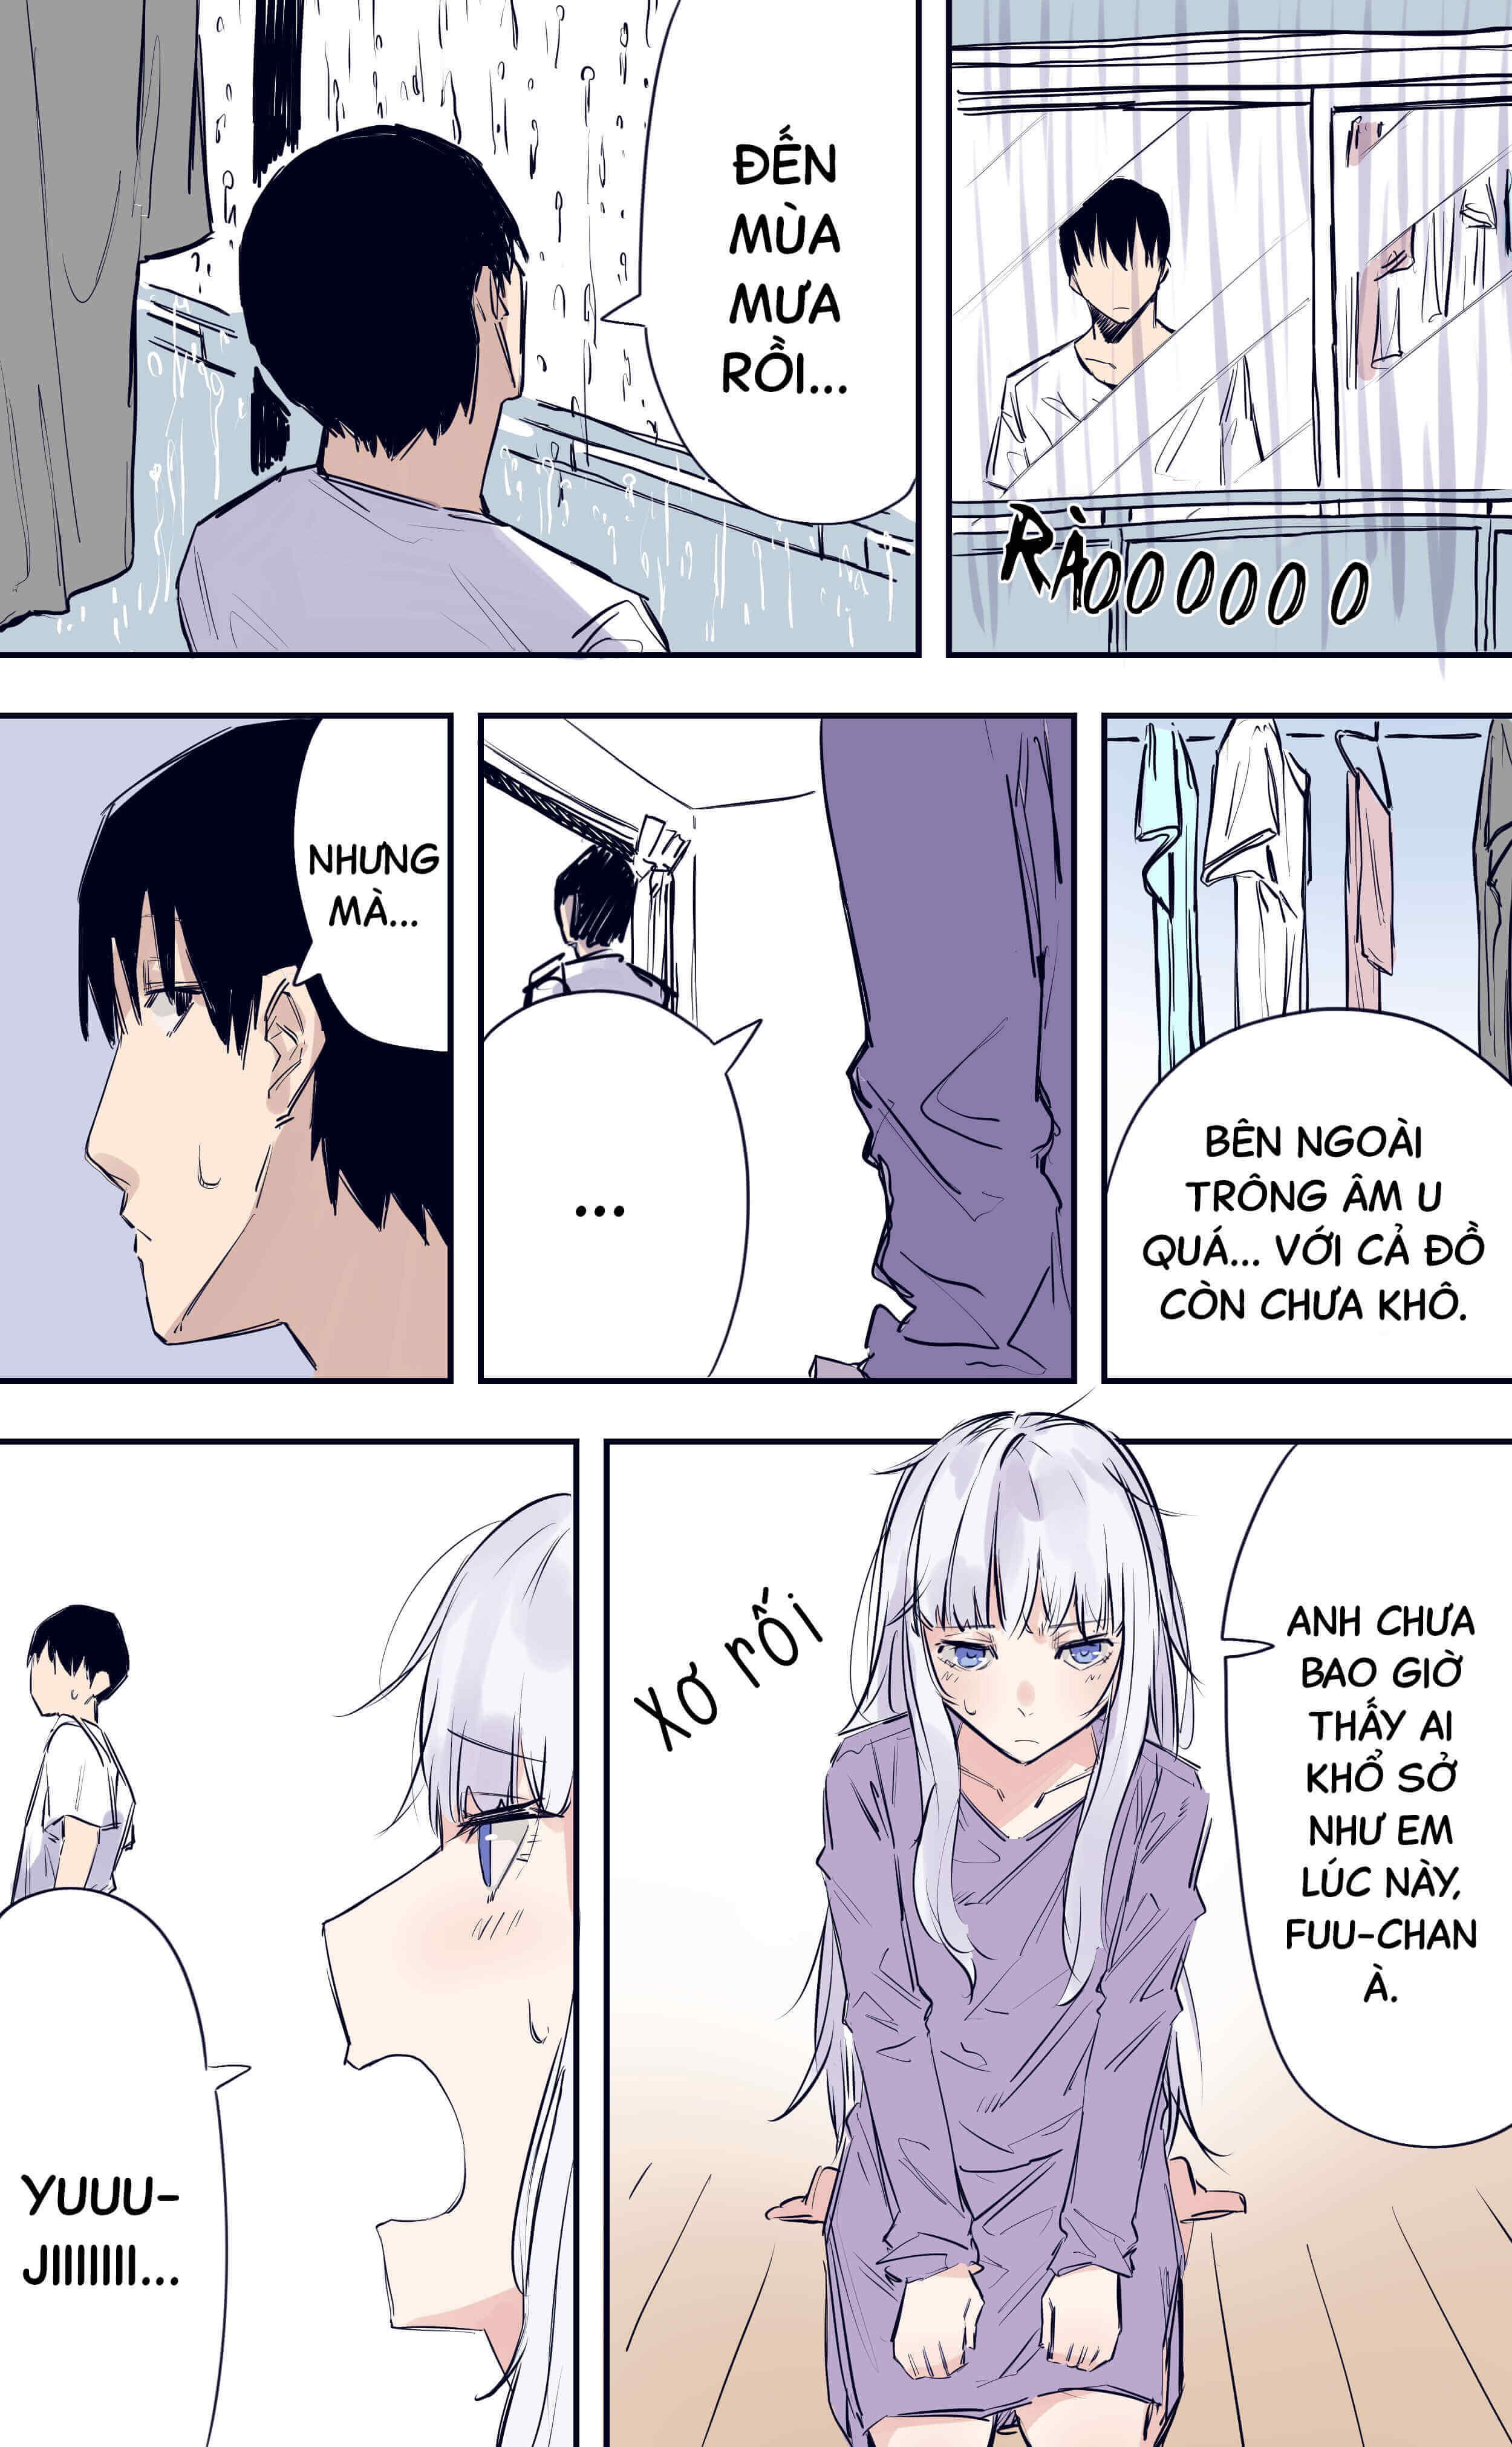 RÀOOOOOO
ĐẾN
MÙA
MƯA
RỒI...
BÊN NGOÀI
TRÔNG ÂM U
QUÁ... VỚI CẢ ĐỒ
CÒN CHƯA KHÔ.
...
NHƯNG
MÀ...
ANH CHƯA
BAO GIỜ
THẤY AI
KHỔ SỞ
NHƯ EM
LÚC NÀY,
FUU-CHAN
À.
Xơ rối
YUUU-
JIIIIIII...